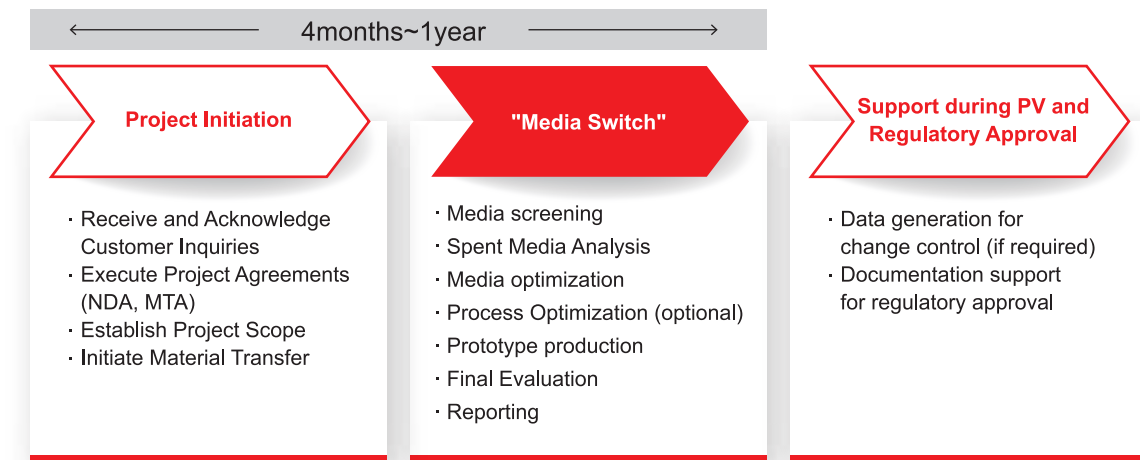 4months~1year
Project Initiation
· Receive and Acknowledge
Customer Inquiries
· Execute Project Agreements
(NDA, MTA)
· Establish Project Scope
· Initiate Material Transfer
"Media Switch"
· Media screening
· Spent Media Analysis
· Media optimization
· Process Optimization (optional)
· Prototype production
· Final Evaluation
· Reporting
Support during PV and
Regulatory Approval
· Data generation for
change control (if required)
· Documentation support
for regulatory approval